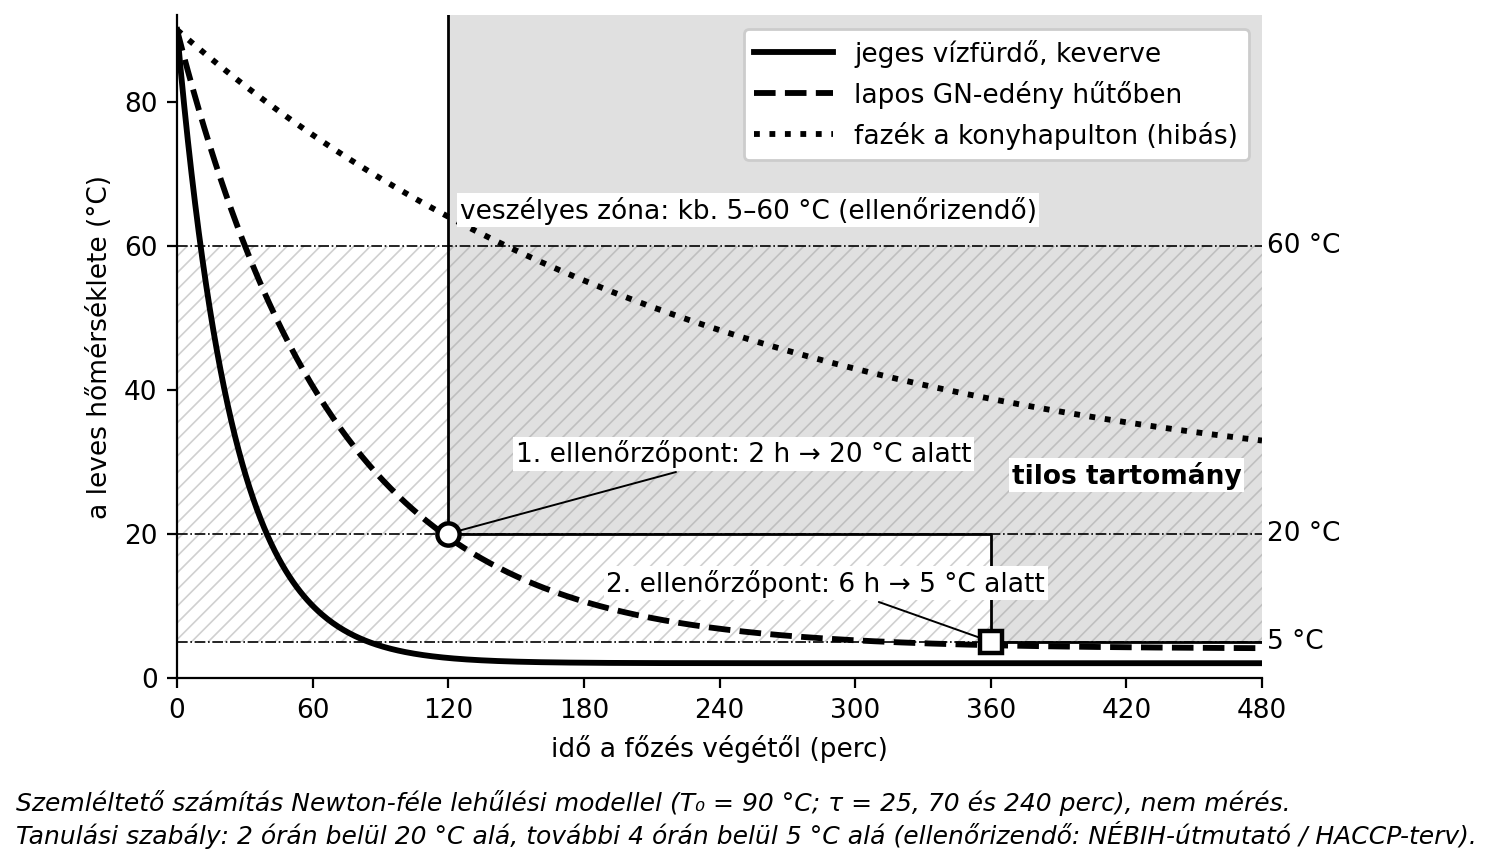 jeges vízfürdő, keverve
lapos GN-edény hűtőben
fazék a konyhapulton (hibás)
veszélyes zóna: kb. 5–60 °C (ellenőrizendő)
1. ellenőrzőpont: 2 h → 20 °C alatt
tilos tartomány
2. ellenőrzőpont: 6 h → 5 °C alatt
60 °C
20 °C
5 °C
a leves hőmérséklete (°C)
80
60
40
20
0
0 60 120 180 240 300 360 420 480
idő a főzés végétől (perc)
Szemléltető számítás Newton-féle lehűlési modellel (T₀ = 90 °C; τ = 25, 70 és 240 perc), nem mérés.
Tanulási szabály: 2 órán belül 20 °C alá, további 4 órán belül 5 °C alá (ellenőrizendő: NÉBIH-útmutató / HACCP-terv).